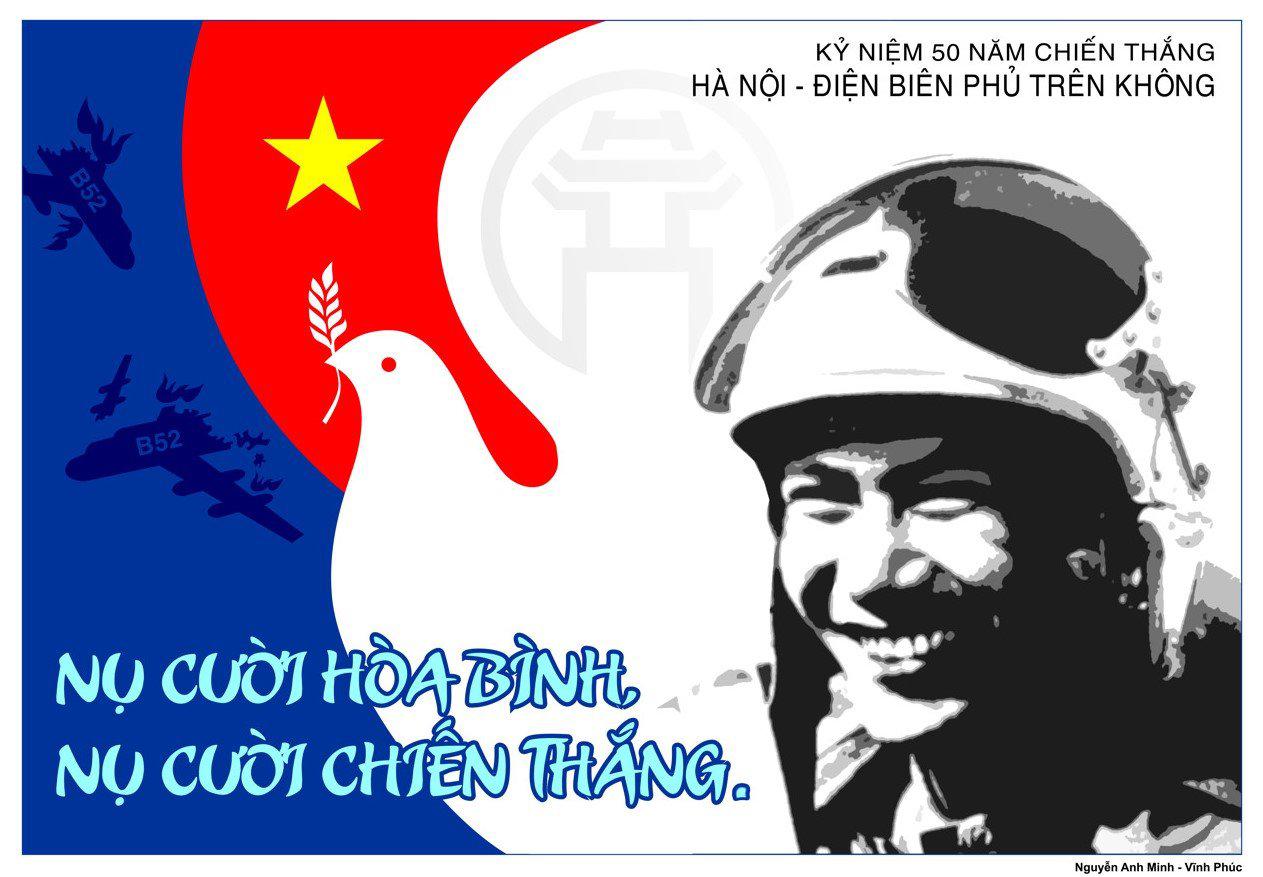 KỶ NIỆM 50 NĂM CHIẾN THẮNG
HÀ NỘI - ĐIỆN BIÊN PHỦ TRÊN KHÔNG
B52
B52
NỤ CƯỜI HÒA BÌNH,
NỤ CƯỜI CHIẾN THẮNG.
Nguyễn Anh Minh - Vĩnh Phúc